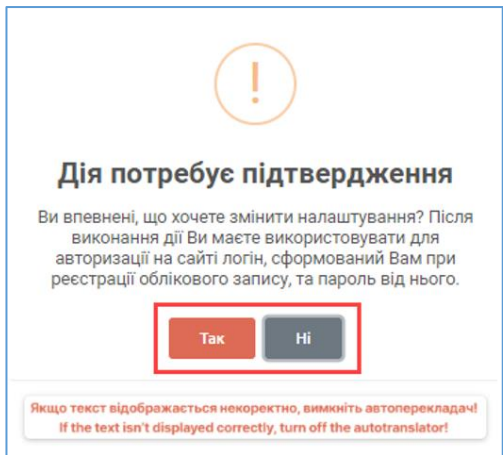 !
Дія потребує підтвердження
Ви впевнені, що хочете змінити налаштування? Після
виконання дії Ви маєте використовувати для
авторизації на сайті логін, сформований Вам при
реєстрації облікового запису, та пароль від нього.
Так Ні
Якщо текст відображається некоректно, вимкніть автоперекладач!
If the text isn't displayed correctly, turn off the autotranslator!